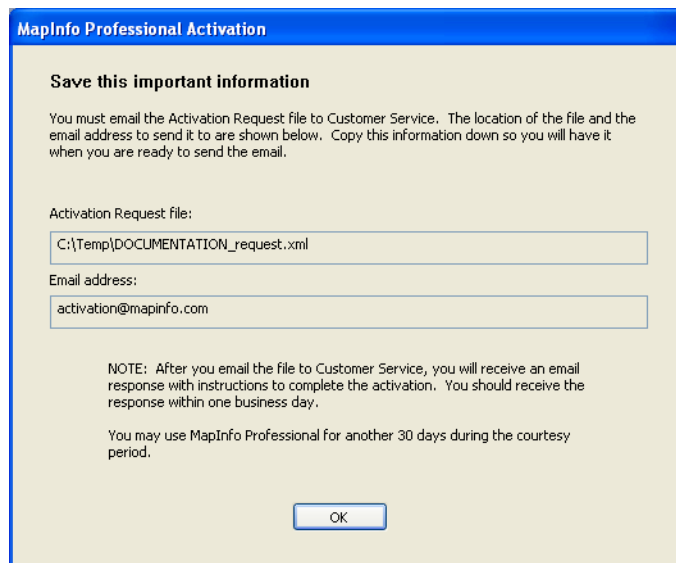 MapInfo Professional Activation
Save this important information
You must email the Activation Request file to Customer Service.  The location of the file and the
email address to send it to are shown below.  Copy this information down so you will have it
when you are ready to send the email.
Activation Request file:
C:\Temp\DOCUMENTATION_request.xml
Email address:
activation@mapinfo.com
NOTE:  After you email the file to Customer Service, you will receive an email
response with instructions to complete the activation.  You should receive the
response within one business day.
You may use MapInfo Professional for another 30 days during the courtesy
period.
OK